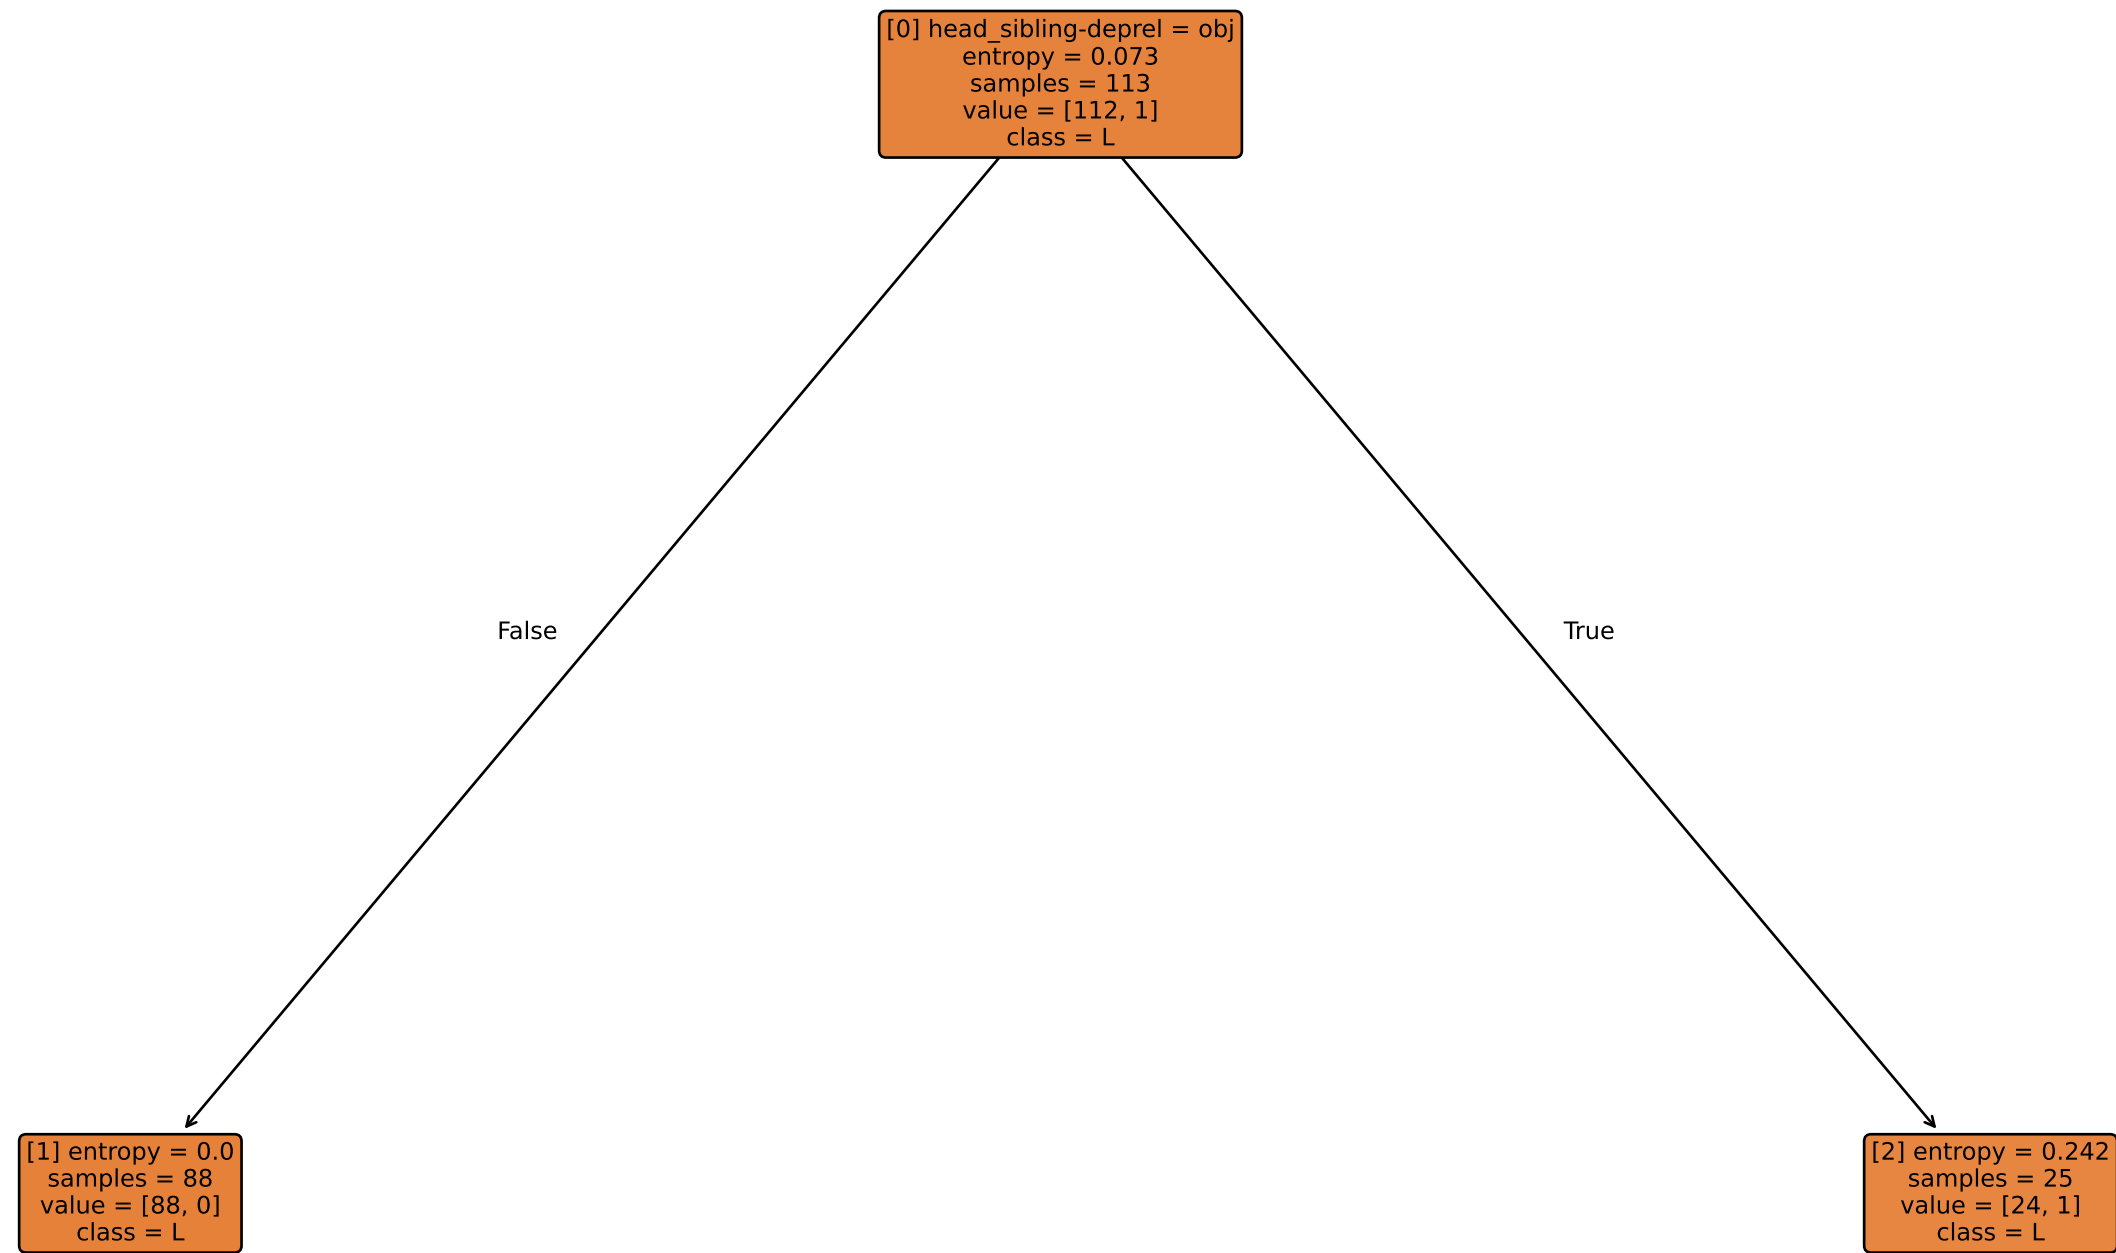 [0] head_sibling-deprel = obj
entropy = 0.073
samples = 113
value = [112, 1]
class = L
False
True
[1] entropy = 0.0
samples = 88
value = [88, 0]
class = L
[2] entropy = 0.242
samples = 25
value = [24, 1]
class = L